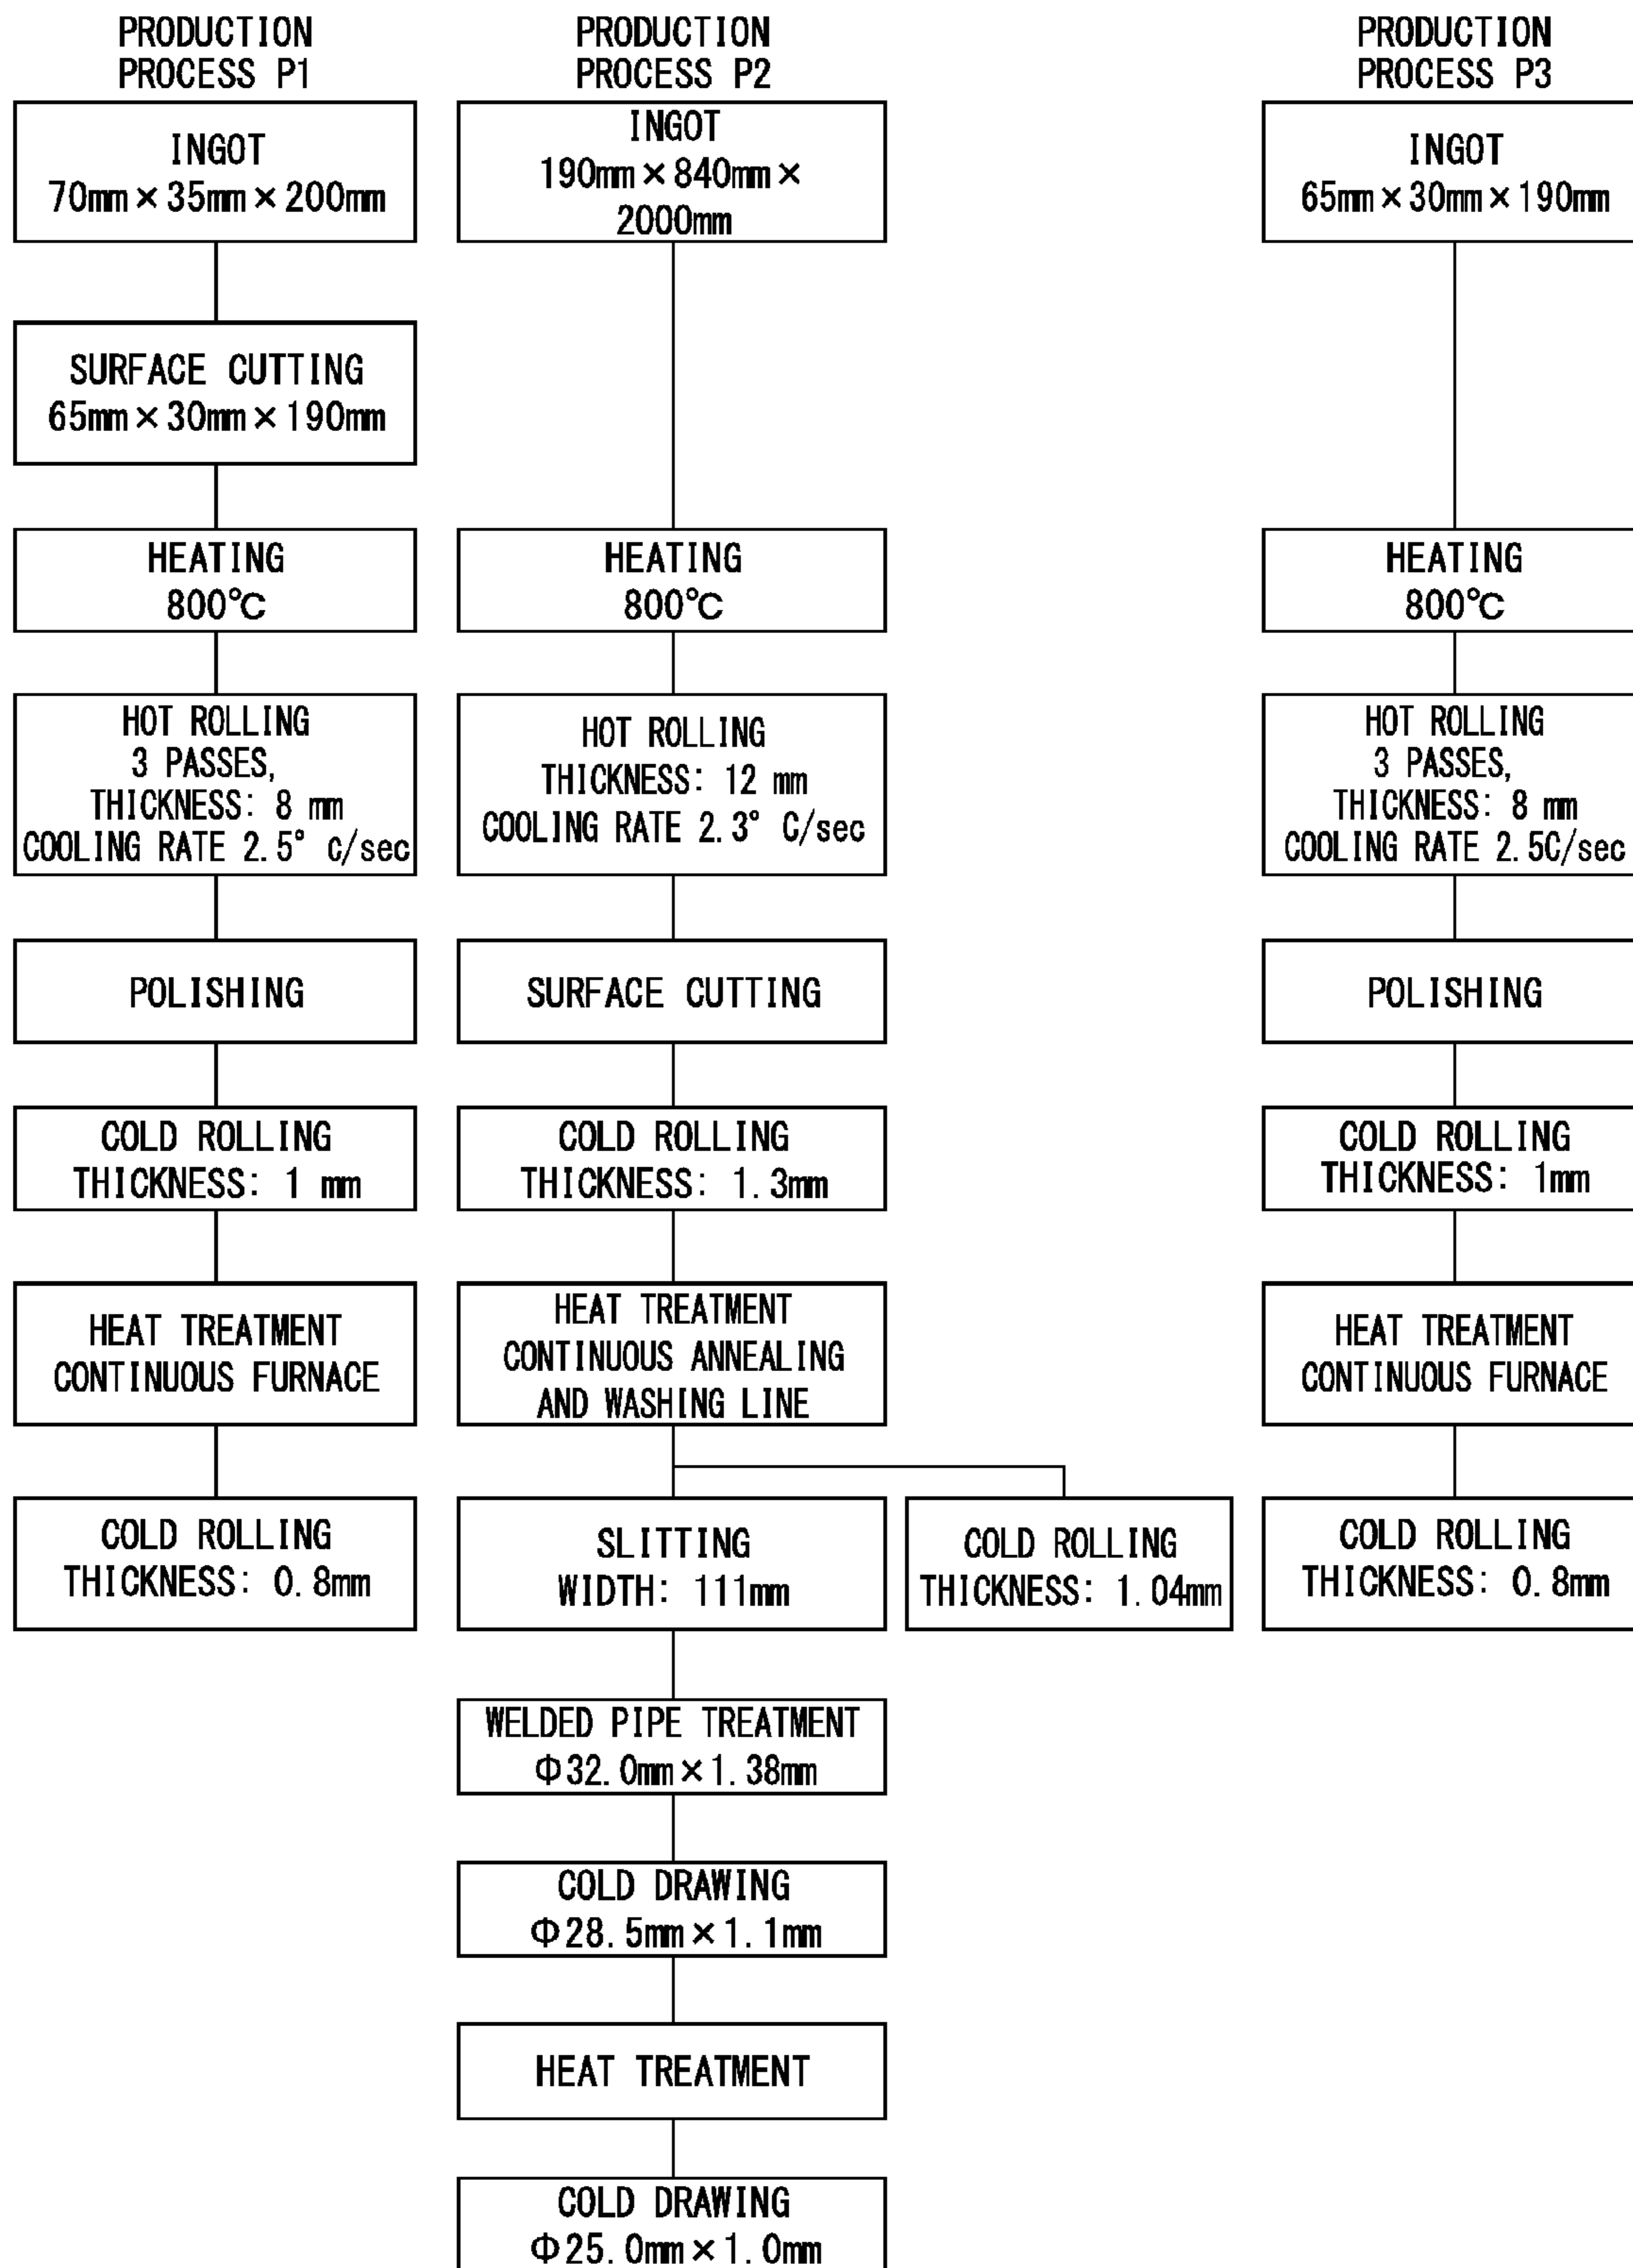 PRODUCTION
PROCESS P1
INGOT
70mm×35mm×200mm
SURFACE CUTTING
65mm×30mm×190mm
HEATING
800℃
HOT ROLLING
3 PASSES,
THICKNESS: 8 mm
COOLING RATE 2.5° c/sec
POLISHING
COLD ROLLING
THICKNESS: 1 mm
HEAT TREATMENT
CONTINUOUS FURNACE
COLD ROLLING
THICKNESS: 0.8mm
PRODUCTION
PROCESS P2
INGOT
190mm×840mm×
2000mm
HEATING
800℃
HOT ROLLING
THICKNESS: 12 mm
COOLING RATE 2.3° C/sec
SURFACE CUTTING
COLD ROLLING
THICKNESS: 1.3mm
HEAT TREATMENT
CONTINUOUS ANNEALING
AND WASHING LINE
SLITTING
WIDTH: 111mm
WELDED PIPE TREATMENT
Φ32.0mm×1.38mm
COLD DRAWING
Φ28.5mm×1.1mm
HEAT TREATMENT
COLD DRAWING
Φ25.0mm×1.0mm
COLD ROLLING
THICKNESS: 1.04mm
PRODUCTION
PROCESS P3
INGOT
65mm×30mm×190mm
HEATING
800℃
HOT ROLLING
3 PASSES,
THICKNESS: 8 mm
COOLING RATE 2.5C/sec
POLISHING
COLD ROLLING
THICKNESS: 1mm
HEAT TREATMENT
CONTINUOUS FURNACE
COLD ROLLING
THICKNESS: 0.8mm